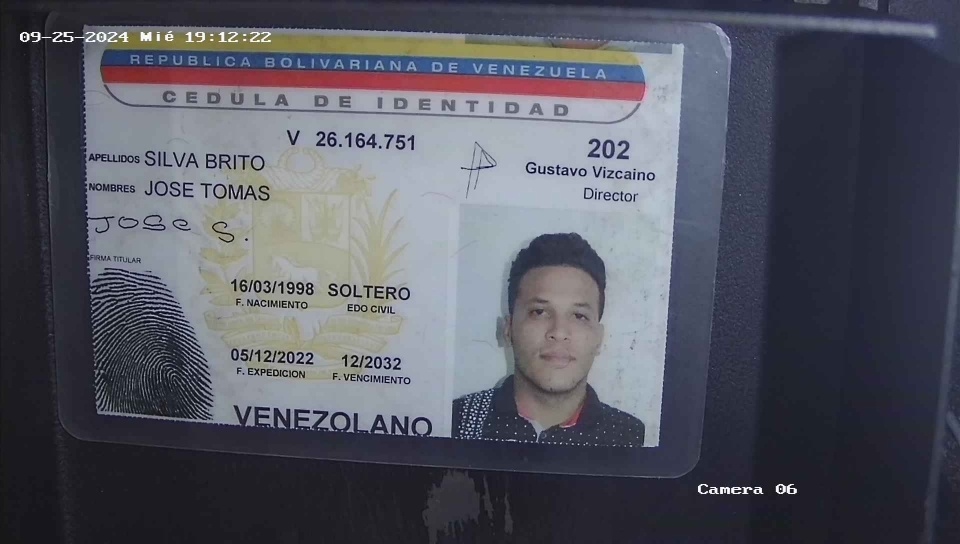 09-25-2024 Mié 19:12:22
REPUBLICA BOLIVARIANA DE VENEZUELA
CEDULA DE IDENTIDAD
V 26.164.751
APELLIDOS SILVA BRITO
NOMBRES JOSE TOMAS
JOSE S.
FIRMA TITULAR
202
Gustavo Vizcaino
Director
16/03/1998 SOLTERO
F. NACIMIENTO EDO CIVIL
05/12/2022 12/2032
F. EXPEDICION F. VENCIMIENTO
VENEZOLANO
Camera 06